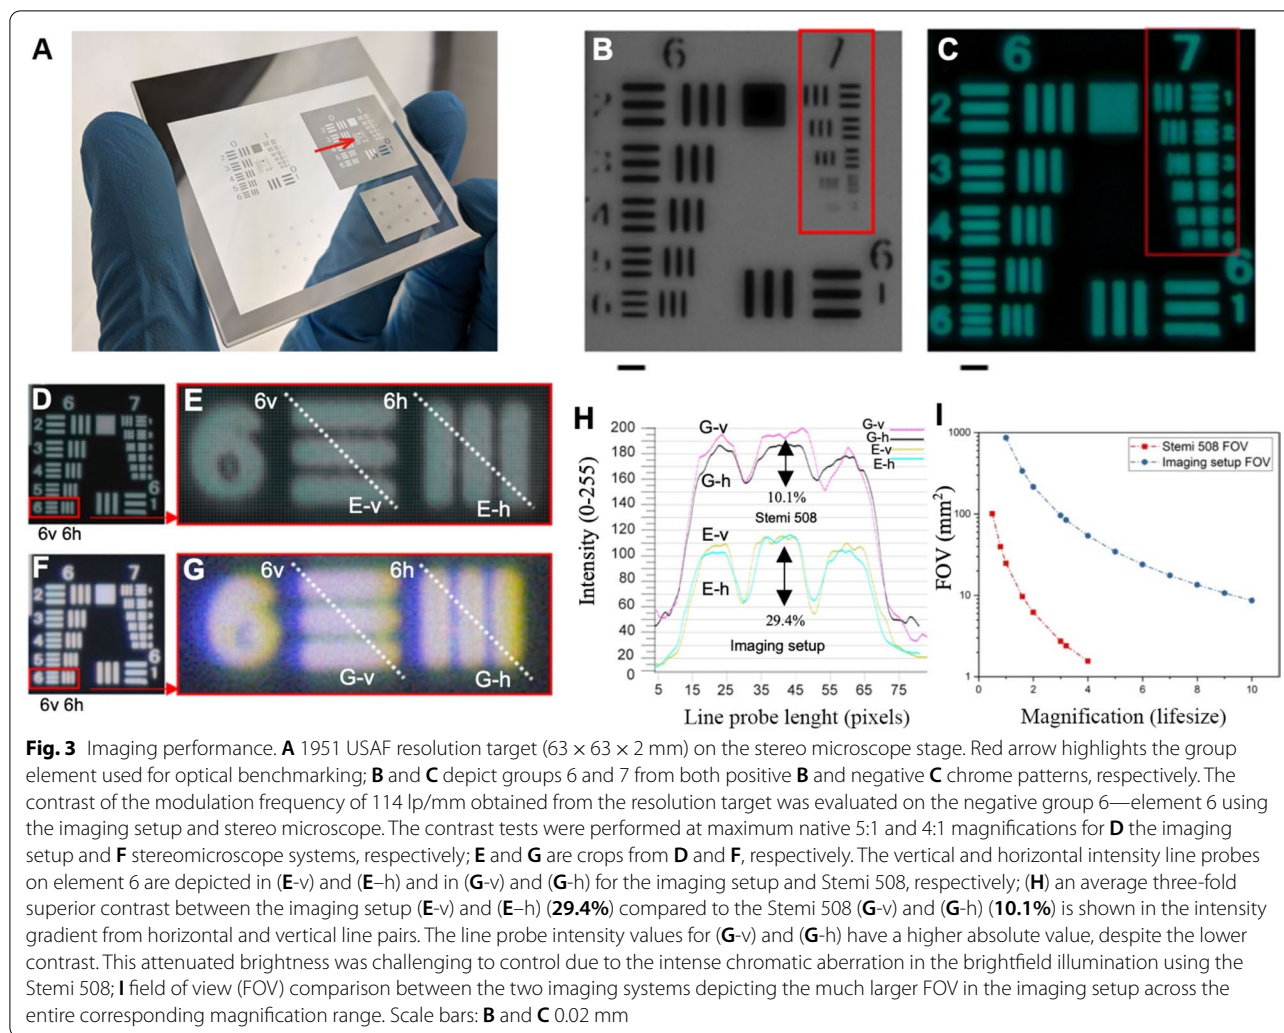 A
B
C
6
7
2
3
4
5
6
6
1
6
7
2
3
4
5
6
1
2
3
4
5
6
6
1
D
6
7
2
3
4
5
6
6
1
6v 6h
E
6
6v
6h
E-v
E-h
F
6
7
2
3
4
5
6
6
1
6v 6h
G
6
6v
6h
G-v
G-h
H
Intensity (0-255)
200
180
160
140
120
100
80
60
40
20
0
G-v
G-h
10.1%
Stemi 508
E-v
E-h
29.4%
Imaging setup
G-v
G-h
E-v
E-h
5 15 25 35 45 55 65 75
Line probe lenght (pixels)
I
FOV (mm²)
1000
100
10
1
Stemi 508 FOV
Imaging setup FOV
0 2 4 6 8 10
Magnification (lifesize)
Fig. 3 Imaging performance. A 1951 USAF resolution target (63 × 63 × 2 mm) on the stereo microscope stage. Red arrow highlights the group
element used for optical benchmarking; B and C depict groups 6 and 7 from both positive B and negative C chrome patterns, respectively. The
contrast of the modulation frequency of 114 lp/mm obtained from the resolution target was evaluated on the negative group 6—element 6 using
the imaging setup and stereo microscope. The contrast tests were performed at maximum native 5:1 and 4:1 magnifications for D the imaging
setup and F stereomicroscope systems, respectively; E and G are crops from D and F, respectively. The vertical and horizontal intensity line probes
on element 6 are depicted in (E-v) and (E–h) and in (G-v) and (G-h) for the imaging setup and Stemi 508, respectively; (H) an average three-fold
superior contrast between the imaging setup (E-v) and (E–h) (29.4%) compared to the Stemi 508 (G-v) and (G-h) (10.1%) is shown in the intensity
gradient from horizontal and vertical line pairs. The line probe intensity values for (G-v) and (G-h) have a higher absolute value, despite the lower
contrast. This attenuated brightness was challenging to control due to the intense chromatic aberration in the brightfield illumination using the
Stemi 508; I field of view (FOV) comparison between the two imaging systems depicting the much larger FOV in the imaging setup across the
entire corresponding magnification range. Scale bars: B and C 0.02 mm